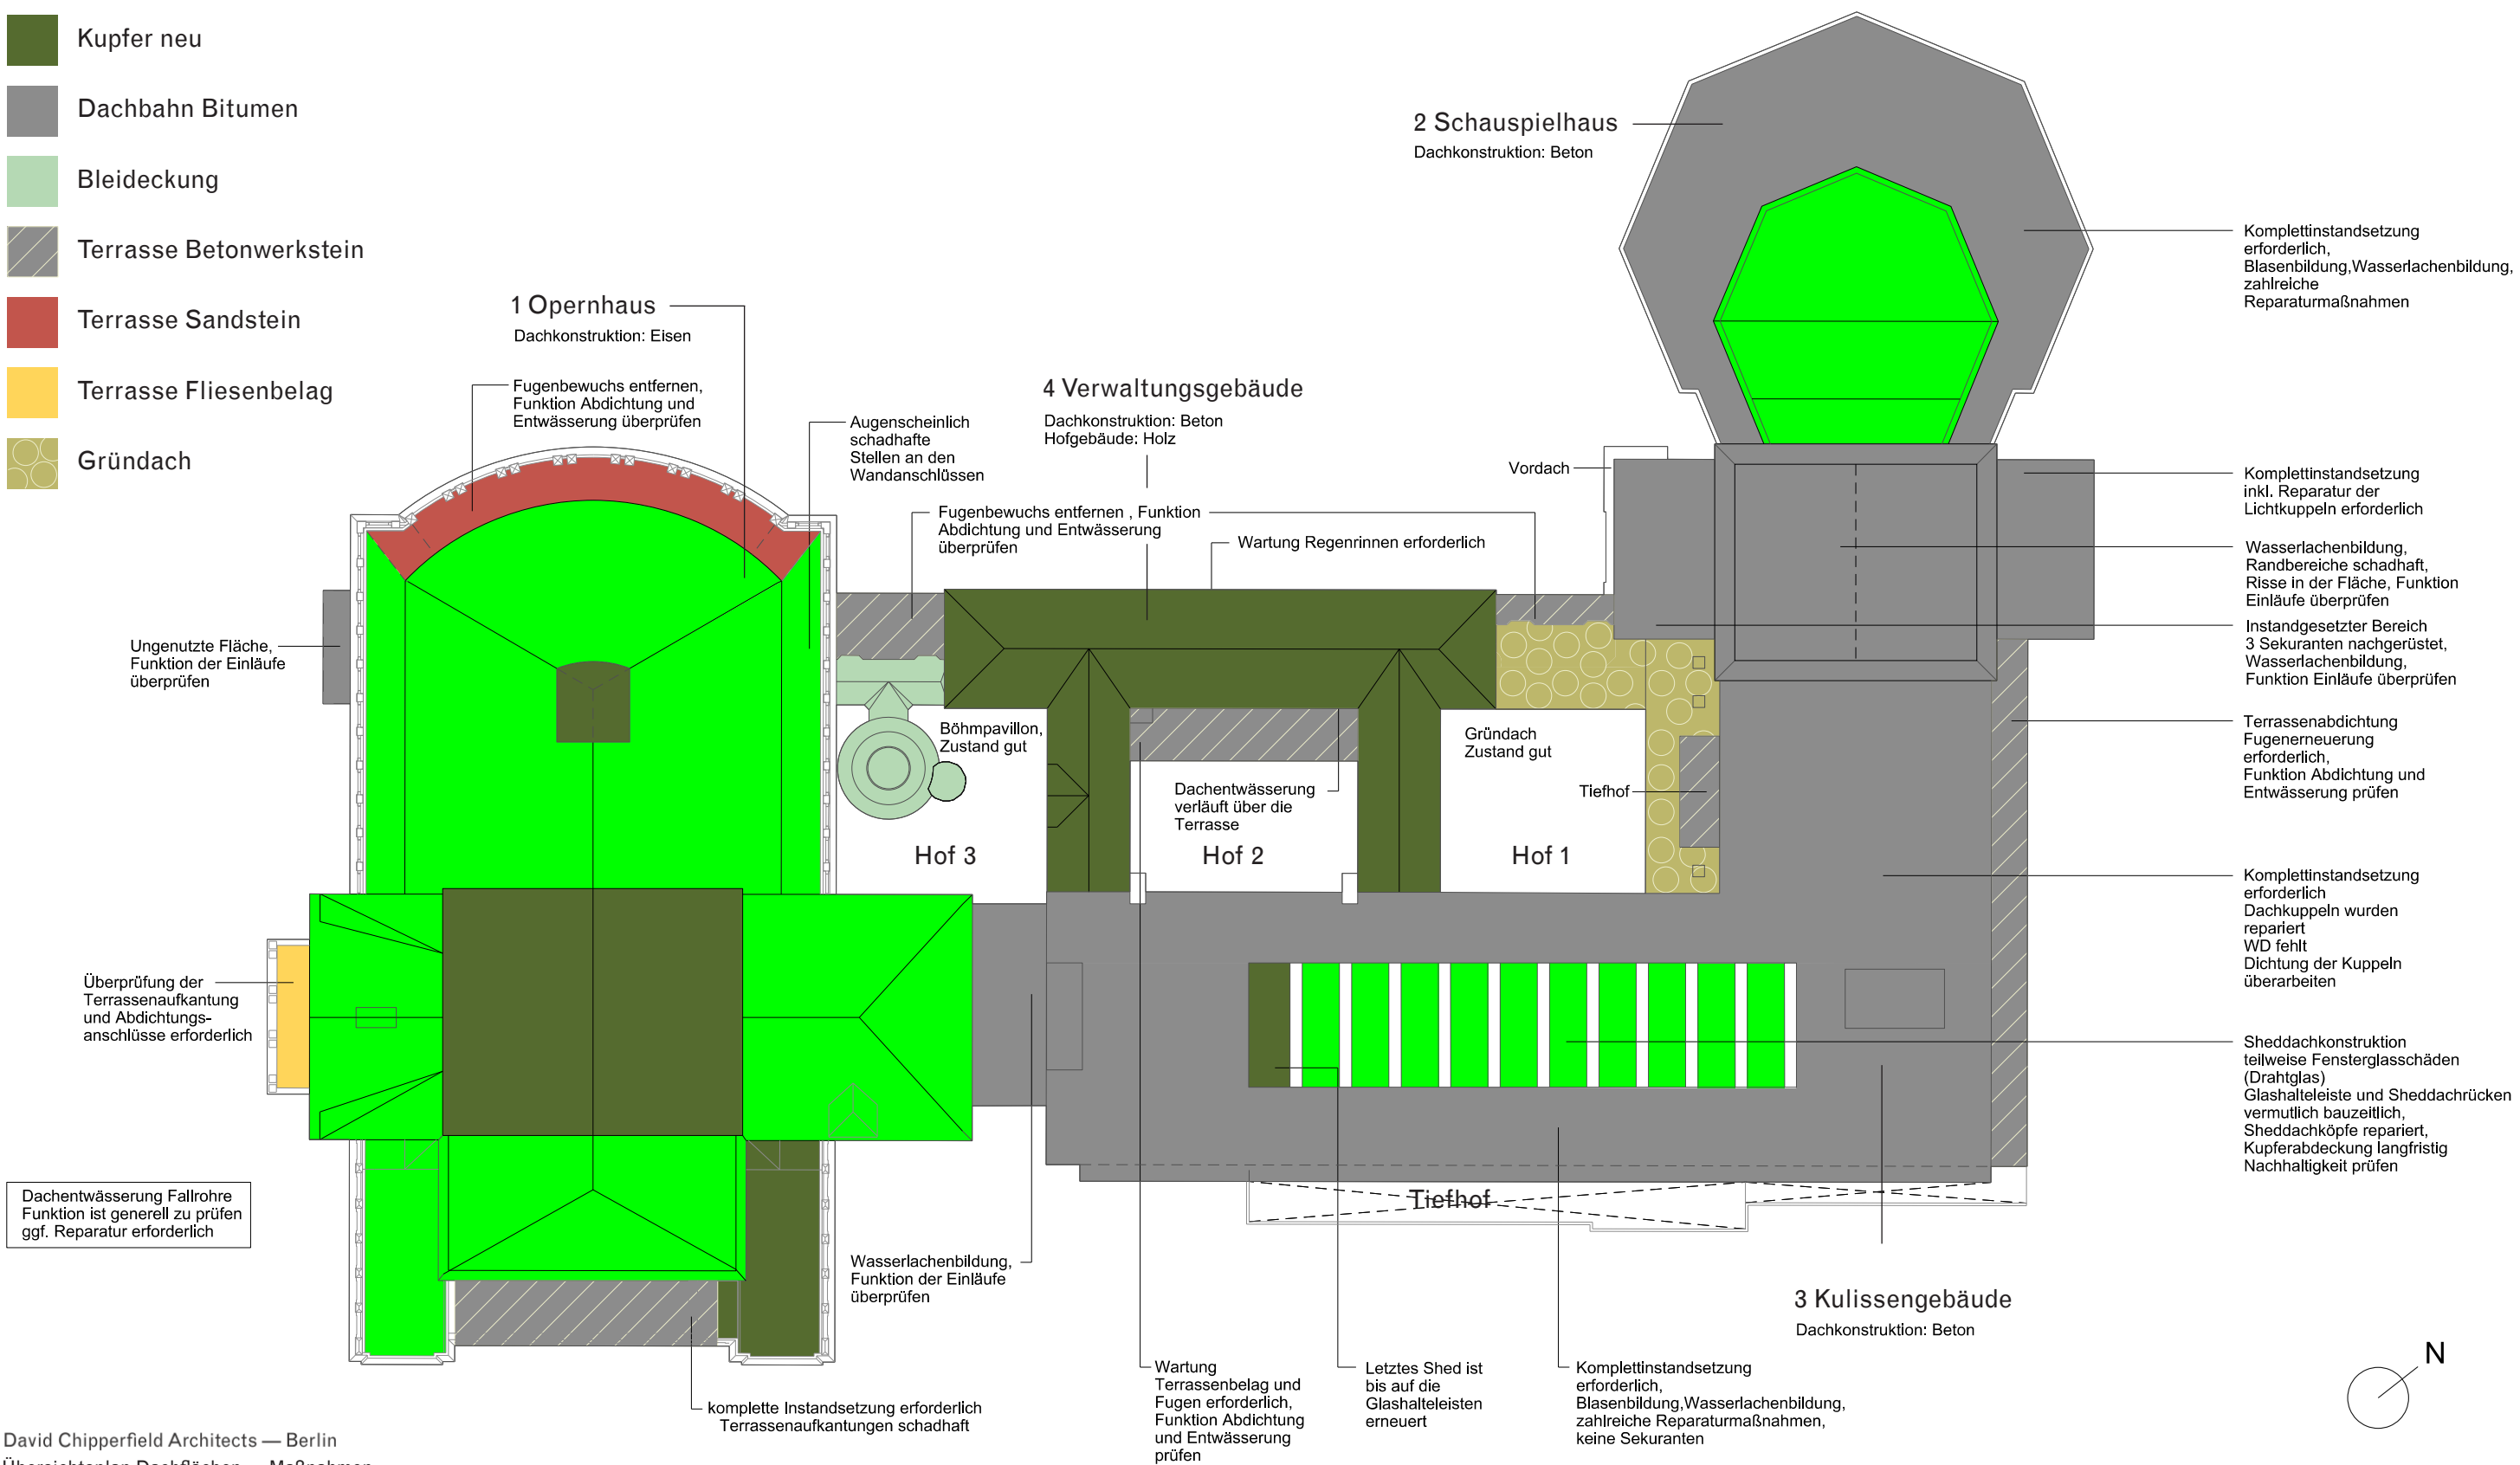 Kupfer neu
Dachbahn Bitumen
Bleideckung
Terrasse Betonwerkstein
Terrasse Sandstein
Terrasse Fliesenbelag
Gründach
1 Opernhaus
Dachkonstruktion: Eisen
Fugenbewuchs entfernen,
Funktion Abdichtung und
Entwässerung überprüfen
Augenscheinlich
schadhafte
Stellen an den
Wandanschlüssen
4 Verwaltungsgebäude
Dachkonstruktion: Beton
Hofgebäude: Holz
Fugenbewuchs entfernen , Funktion
Abdichtung und Entwässerung
überprüfen
Wartung Regenrinnen erforderlich
2 Schauspielhaus
Dachkonstruktion: Beton
Vordach
Komplettinstandsetzung
erforderlich,
Blasenbildung,Wasserlachenbildung,
zahlreiche
Reparaturmaßnahmen
Komplettinstandsetzung
inkl. Reparatur der
Lichtkuppeln erforderlich
Wasserlachenbildung,
Randbereiche schadhaft,
Risse in der Fläche, Funktion
Einläufe überprüfen
Instandgesetzter Bereich
3 Sekuranten nachgerüstet,
Wasserlachenbildung,
Funktion Einläufe überprüfen
Terrassenabdichtung
Fugenerneuerung
erforderlich,
Funktion Abdichtung und
Entwässerung prüfen
Komplettinstandsetzung
erforderlich
Dachkuppeln wurden
repariert
WD fehlt
Dichtung der Kuppeln
überarbeiten
Sheddachkonstruktion
teilweise Fensterglasschäden
(Drahtglas)
Glashalteleiste und Sheddachrücken
vermutlich bauzeitlich,
Sheddachköpfe repariert,
Kupferabdeckung langfristig
Nachhaltigkeit prüfen
Ungenutzte Fläche,
Funktion der Einläufe
überprüfen
Böhmpavillon,
Zustand gut
Gründach
Zustand gut
Dachentwässerung
verläuft über die
Terrasse
Tiefhof
Hof 3
Hof 2
Hof 1
Überprüfung der
Terrassenaufkantung
und Abdichtungs-
anschlüsse erforderlich
Dachentwässerung Fallrohre
Funktion ist generell zu prüfen
ggf. Reparatur erforderlich
Tiefhof
Wasserlachenbildung,
Funktion der Einläufe
überprüfen
3 Kulissengebäude
Dachkonstruktion: Beton
komplette Instandsetzung erforderlich
Terrassenaufkantungen schadhaft
Wartung
Terrassenbelag und
Fugen erforderlich,
Funktion Abdichtung
und Entwässerung
prüfen
Letztes Shed ist
bis auf die
Glashalteleisten
erneuert
Komplettinstandsetzung
erforderlich,
Blasenbildung,Wasserlachenbildung,
zahlreiche Reparaturmaßnahmen,
keine Sekuranten
N
David Chipperfield Architects — Berlin
Übersichtsplan Dachflächen — Maßnahmen